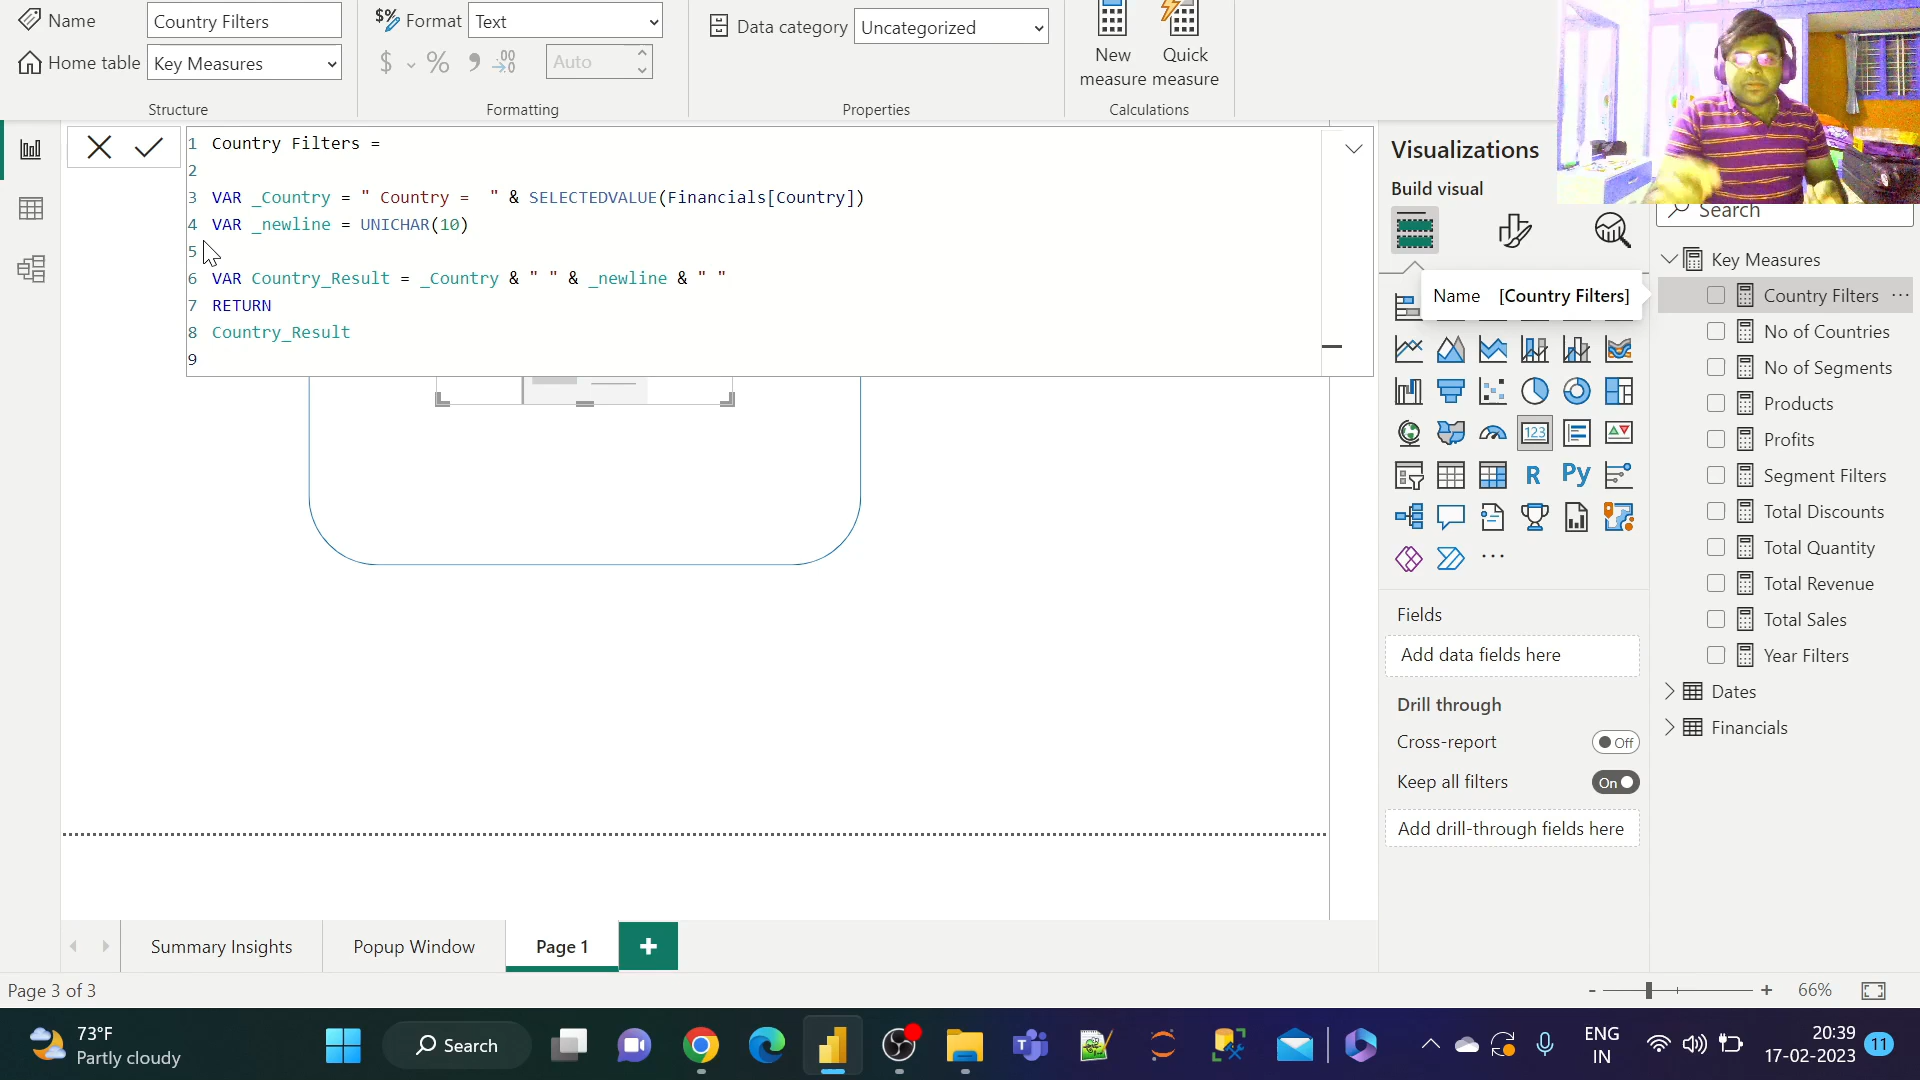 Name
Country Filters
Format
Text
Data category
Uncategorized
New measure
Quick measure
Home table
Key Measures
$
%
Auto
Structure
Formatting
Properties
Calculations
1 Country Filters =
2
3 VAR _Country = " Country =  " & SELECTEDVALUE(Financials[Country])
4 VAR _newline = UNICHAR(10)
5
6 VAR Country_Result = _Country & " " & _newline & " "
7 RETURN
8 Country_Result
9
Visualizations
Build visual
Name [Country Filters]
123
R
Py
Fields
Add data fields here
Drill through
Cross-report
Off
Keep all filters
On
Add drill-through fields here
Search
Key Measures
Country Filters
No of Countries
No of Segments
Products
Profits
Segment Filters
Total Discounts
Total Quantity
Total Revenue
Total Sales
Year Filters
Dates
Financials
Summary Insights
Popup Window
Page 1
+
Page 3 of 3
- + 66%
73°F
Partly cloudy
Search
ENG
IN
20:39
17-02-2023
11